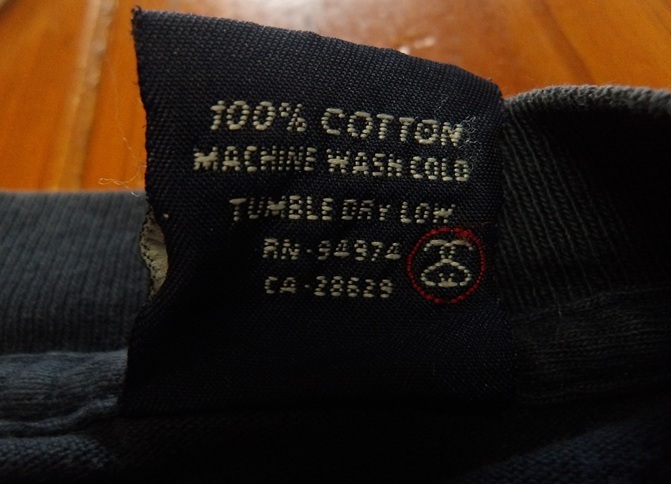 100% COTTON
MACHINE WASH COLD
TUMBLE DRY LOW
RN-94974
CA-28629